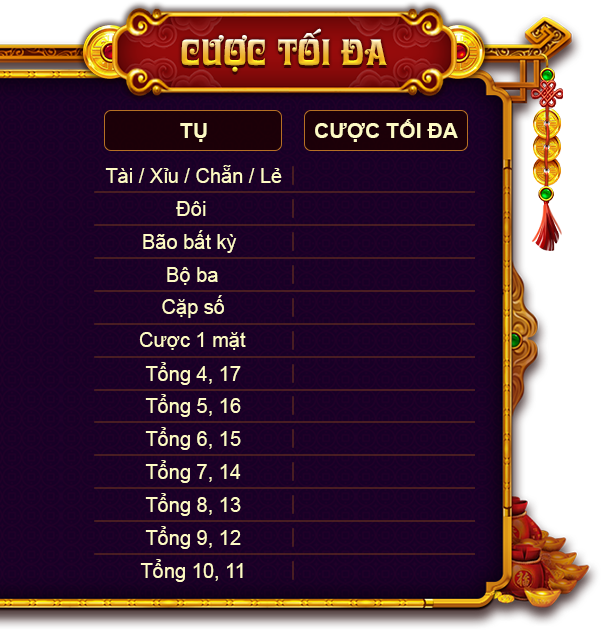 CƯỢC TỐI ĐA
TỤ CƯỢC TỐI ĐA
Tài / Xỉu / Chẵn / Lẻ
Đôi
Bão bất kỳ
Bộ ba
Cặp số
Cược 1 mặt
Tổng 4, 17
Tổng 5, 16
Tổng 6, 15
Tổng 7, 14
Tổng 8, 13
Tổng 9, 12
Tổng 10, 11
福